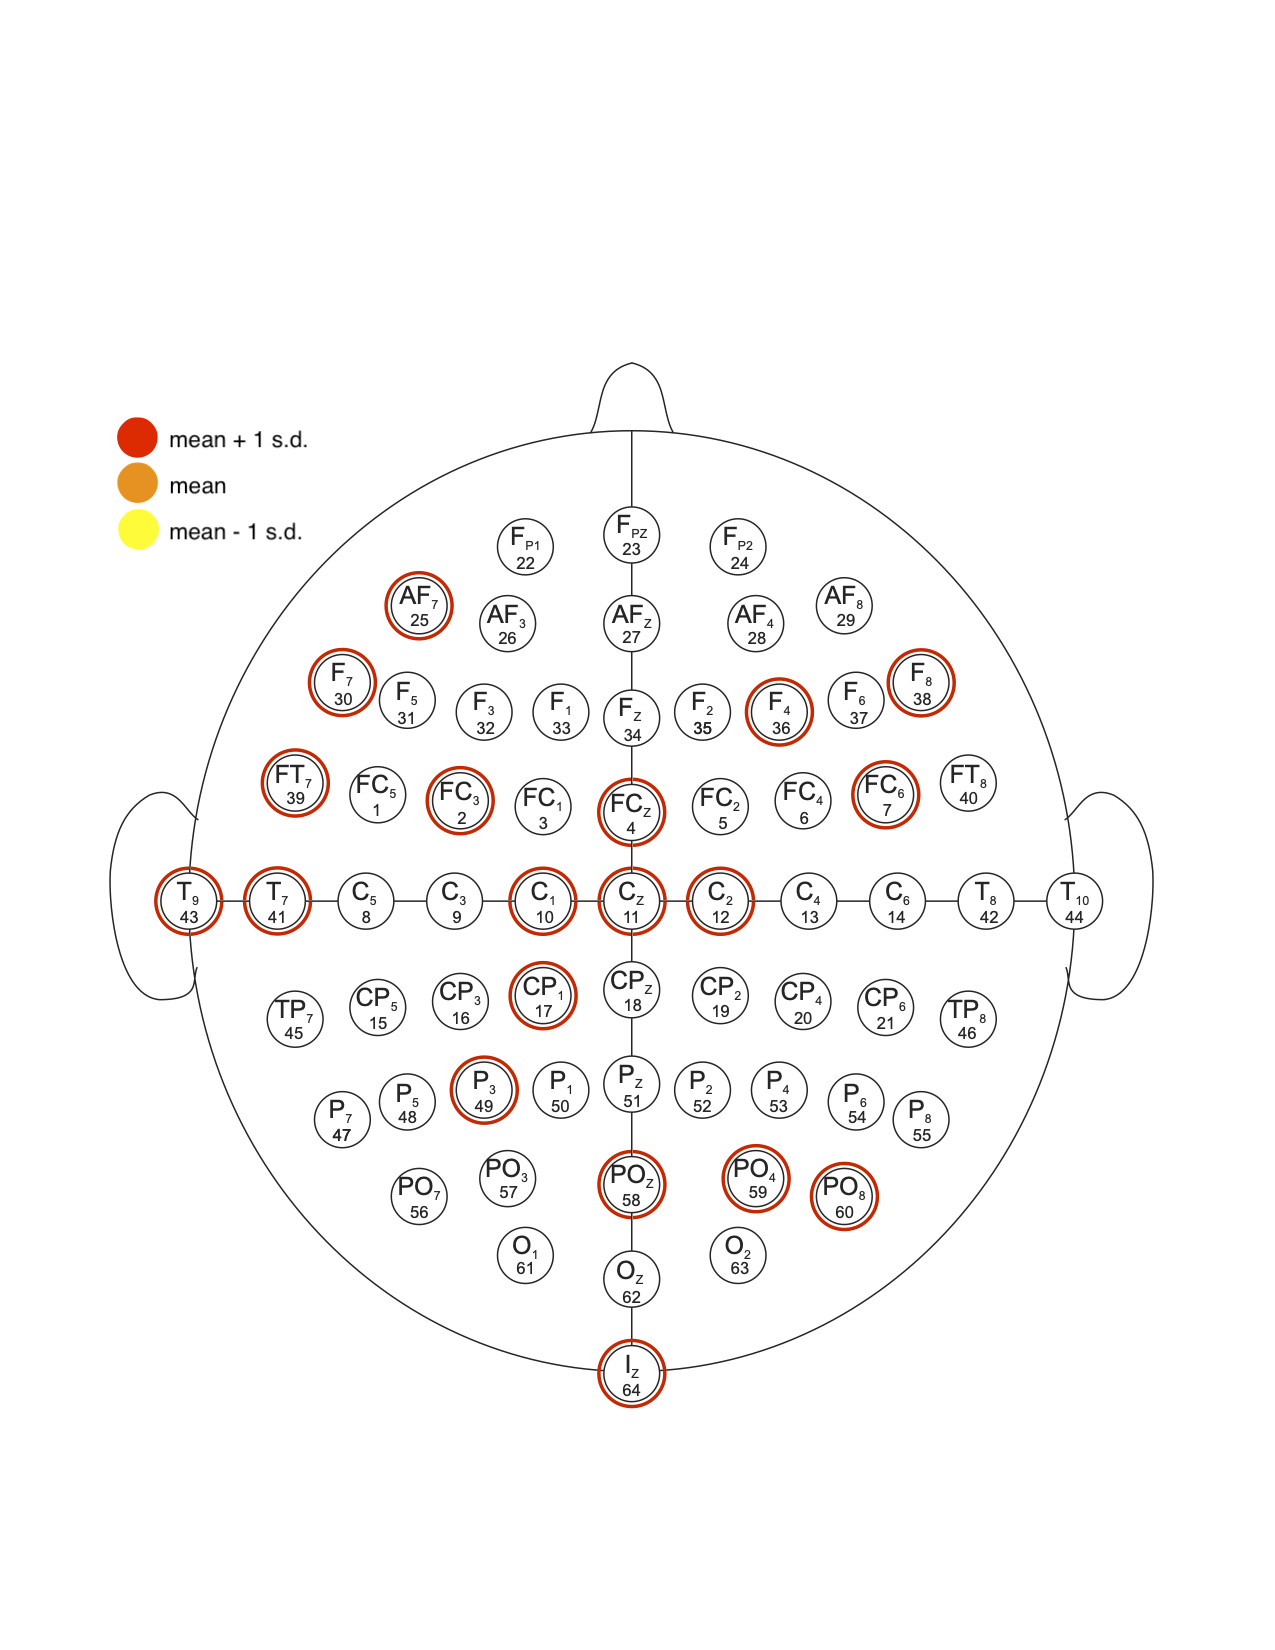 mean + 1 s.d.
mean
mean - 1 s.d.
FP1 FPZ FP2
22 23 24
AF7 AF3 AFZ AF4 AF8
25 26 27 28 29
F7 F5 F3 F1 FZ F2 F4 F6 F8
30 31 32 33 34 35 36 37 38
FT7 FC5 FC3 FC1 FCZ FC2 FC4 FC6 FT8
39 1 2 3 4 5 6 7 40
T9 T7 C5 C3 C1 CZ C2 C4 C6 T8 T10
43 41 8 9 10 11 12 13 14 42 44
TP7 CP5 CP3 CP1 CPZ CP2 CP4 CP6 TP8
45 15 16 17 18 19 20 21 46
P7 P5 P3 P1 PZ P2 P4 P6 P8
47 48 49 50 51 52 53 54 55
PO7 PO3 POZ PO4 PO8
56 57 58 59 60
O1 OZ O2
61 62 63
IZ
64